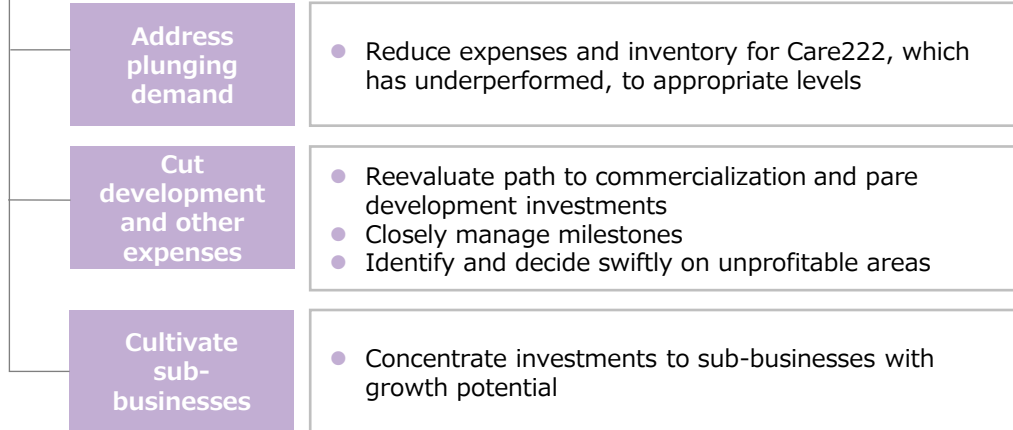 Address
plunging
demand
● Reduce expenses and inventory for Care222, which
has underperformed, to appropriate levels
Cut
development
and other
expenses
● Reevaluate path to commercialization and pare
development investments
● Closely manage milestones
● Identify and decide swiftly on unprofitable areas
Cultivate
sub-
businesses
● Concentrate investments to sub-businesses with
growth potential